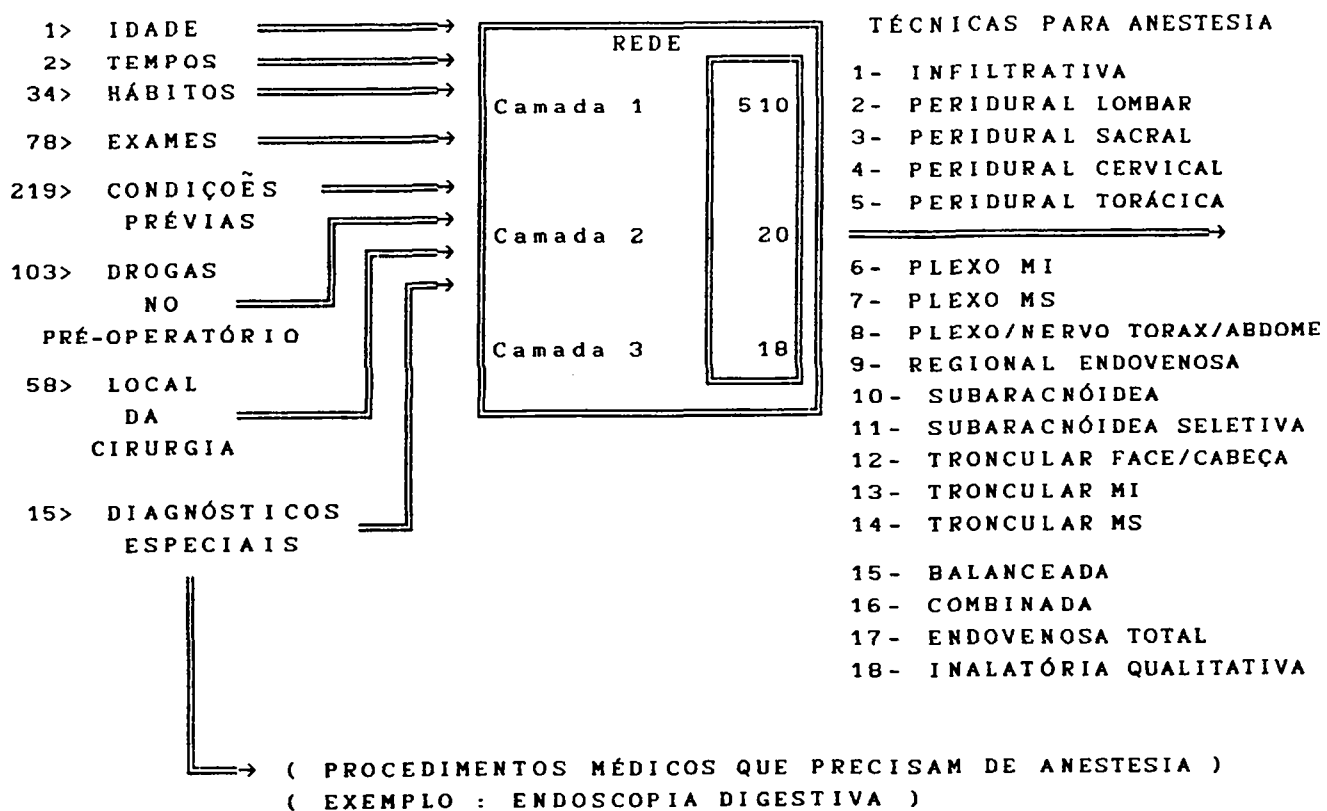 1> IDADE
2> TEMPOS
34> HÁBITOS
78> EXAMES
219> CONDIÇOẼS
PRÉVIAS
103> DROGAS
NO
PRÉ-OPERATÓRIO
58> LOCAL
DA
CIRURGIA
15> DIAGNÓSTICOS
ESPECIAIS
REDE
Camada 1 510
Camada 2 20
Camada 3 18
TÉCNICAS PARA ANESTESIA
1- INFILTRATIVA
2- PERIDURAL LOMBAR
3- PERIDURAL SACRAL
4- PERIDURAL CERVICAL
5- PERIDURAL TORÁCICA
6- PLEXO MI
7- PLEXO MS
8- PLEXO/NERVO TORAX/ABDOME
9- REGIONAL ENDOVENOSA
10- SUBARACNÓIDEA
11- SUBARACNÓIDEA SELETIVA
12- TRONCULAR FACE/CABEÇA
13- TRONCULAR MI
14- TRONCULAR MS
15- BALANCEADA
16- COMBINADA
17- ENDOVENOSA TOTAL
18- INALATÓRIA QUALITATIVA
( PROCEDIMENTOS MÉDICOS QUE PRECISAM DE ANESTESIA )
( EXEMPLO : ENDOSCOPIA DIGESTIVA )